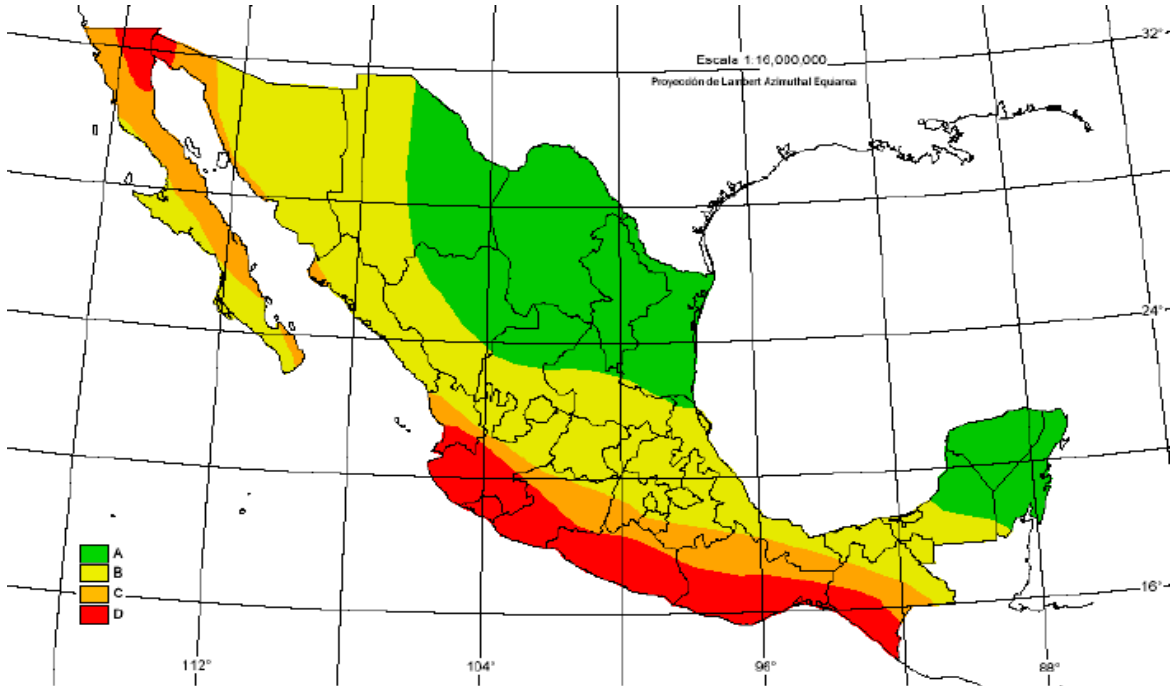 32°
Escala 1:16,000,000
Proyección de Lambert Azimuthal Equiarea
24°
A
B
C
D
16°
112°
104°
96°
88°